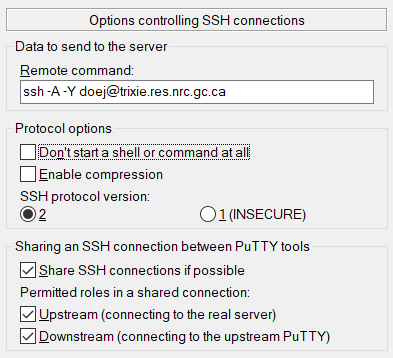 Options controlling SSH connections
Data to send to the server
Remote command:
ssh -A -Y doej@trixie.res.nrc.gc.ca
Protocol options
Don't start a shell or command at all
Enable compression
SSH protocol version:
2 1 (INSECURE)
Sharing an SSH connection between PuTTY tools
Share SSH connections if possible
Permitted roles in a shared connection:
Upstream (connecting to the real server)
Downstream (connecting to the upstream PuTTY)